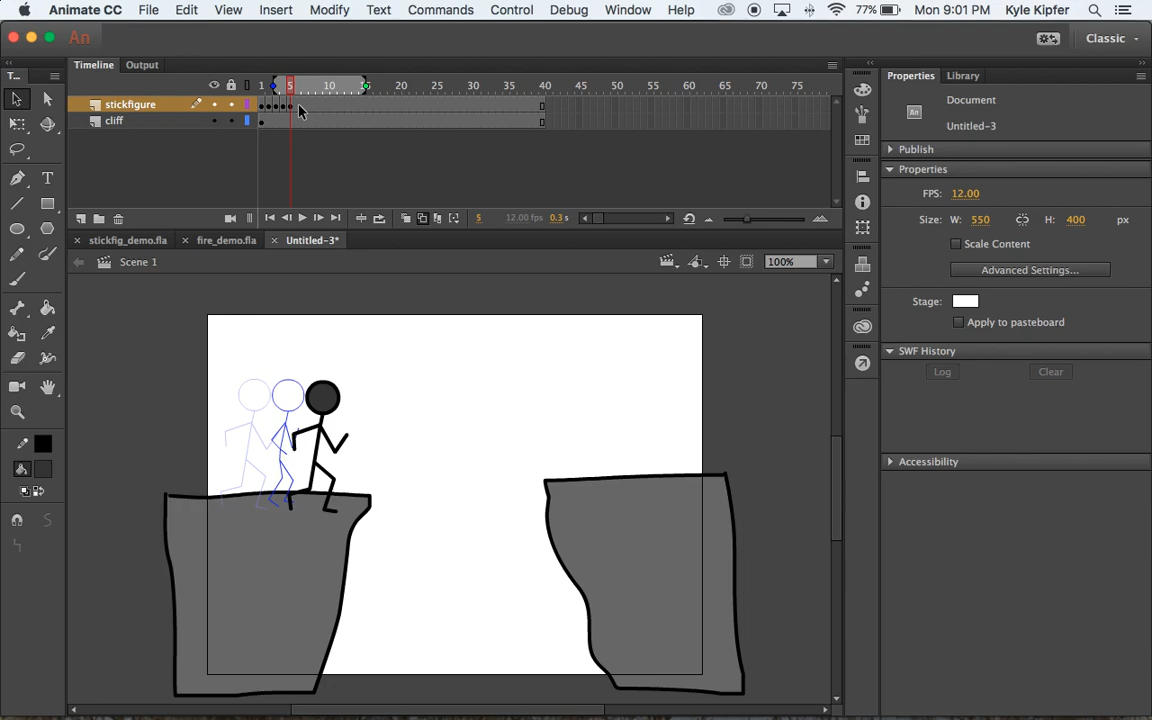 Animate CC File Edit View Insert Modify Text Commands Control Debug Window Help 77% Mon 9:01 PM Kyle Kipfer
An Classic
T... Timeline Output Properties Library
1 5 10 15 20 25 30 35 40 45 50 55 60 65 70 75
stickfigure
cliff
Document
Untitled-3
Publish
Properties
FPS: 12.00
5 12.00 fps 0.3 s
Size: W: 550 H: 400 px
stickfig_demo.fla fire_demo.fla Untitled-3*
Scale Content
Scene 1 100%
Advanced Settings...
Stage:
Apply to pasteboard
SWF History
Log Clear
Accessibility